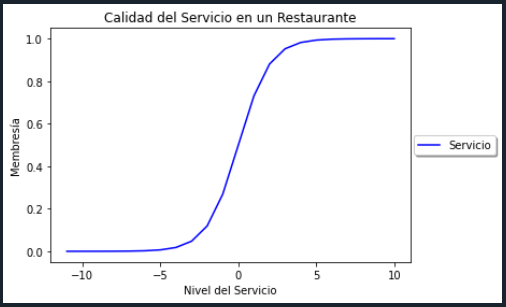 Calidad del Servicio en un Restaurante
1.0
0.8
0.6
0.4
0.2
0.0
Membresía
Servicio
−10
−5
0
5
10
Nivel del Servicio